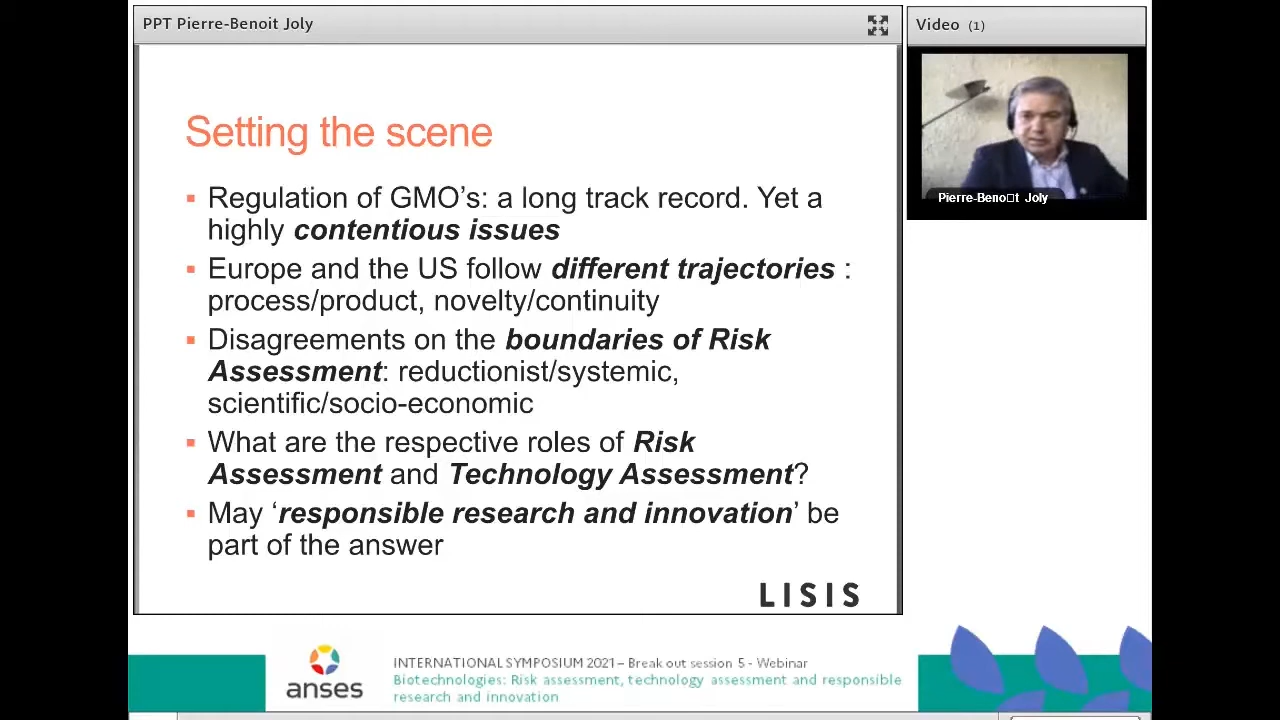 PPT Pierre-Benoit Joly
Video (1)
Setting the scene
▪ Regulation of GMO’s: a long track record. Yet a
highly contentious issues
▪ Europe and the US follow different trajectories :
process/product, novelty/continuity
▪ Disagreements on the boundaries of Risk
Assessment: reductionist/systemic,
scientific/socio-economic
▪ What are the respective roles of Risk
Assessment and Technology Assessment?
▪ May ‘responsible research and innovation’ be
part of the answer
LISIS
Pierre-Beno□t Joly
anses
INTERNATIONAL SYMPOSIUM 2021 – Break out session 5 - Webinar
Biotechnologies: Risk assessment, technology assessment and responsible
research and innovation